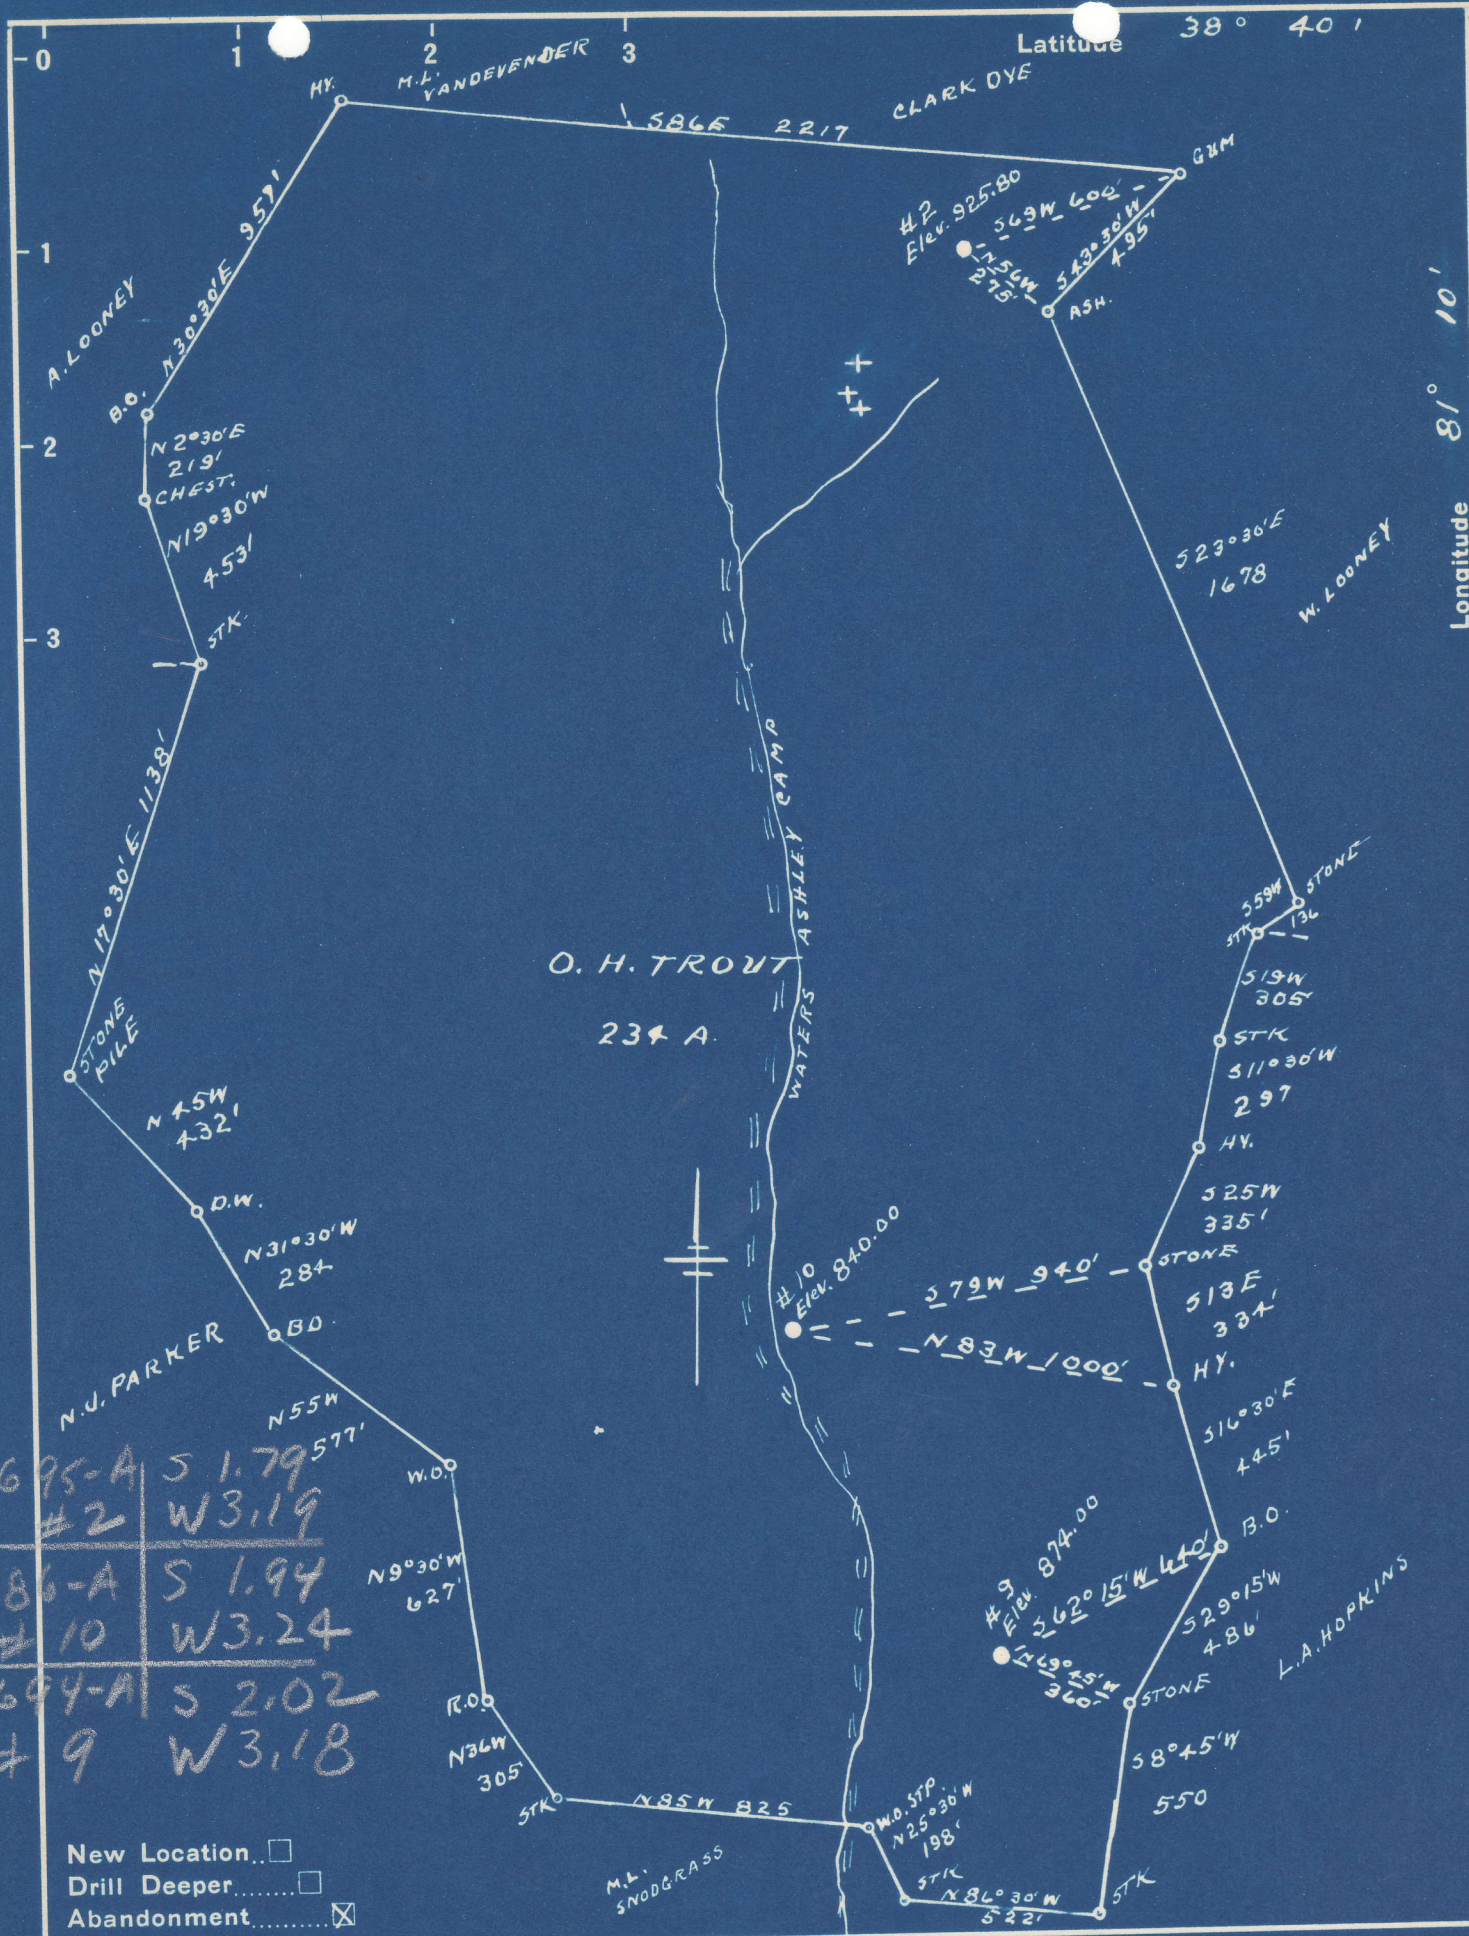 0
1
2
3
Latitude 38° 40'
HY.
M.L.
VANDEVENDER
CLARK DYE
S86E 2217
GUM
#2
Elev. 925.80
S69W 600'
S43°30'W
495'
S56W
275'
ASH.
1
957'
N30°30'E
A. LOONEY
81° 10'
Longitude
B.O.
2
N2°30'E
219'
CHEST.
N19°30'W
453'
S23°30'E
1678
W. LOONEY
3
STK.
N17°30'E 1138'
WATERS ASHLEY CAMP
STONE
S59W
136
STK
O. H. TROUT
234 A.
S19W
305'
STK
STONE
PILE
S11°30'W
297
HY.
N45W
432'
D.W.
S25W
335'
N31°30'W
284
#10
Elev. 840.00
S79W 940'
STONE
S13E
334'
B.O.
N83W 1000'
HY.
N.J. PARKER
N55W
577'
S16°30'E
445'
W.O.
695-A S 1.79
#2 W 3.19
B.O.
#9
Elev. 874.00
S62°15'W 640'
86-A S 1.94
#10 W 3.24
N9°30'W
627'
S29°15'W
486'
L.A. HOPKINS
N69°45'W
360
694-A S 2.02
#9 W 3.18
R.O.
STONE
N36W
305'
S8°45'W
550
STK
N85W 825
W.O. STP.
N25°30'W
198'
New Location..
Drill Deeper........
Abandonment.......... X
M.L.
SNODGRASS
STK
N86°30'W
522'
STK